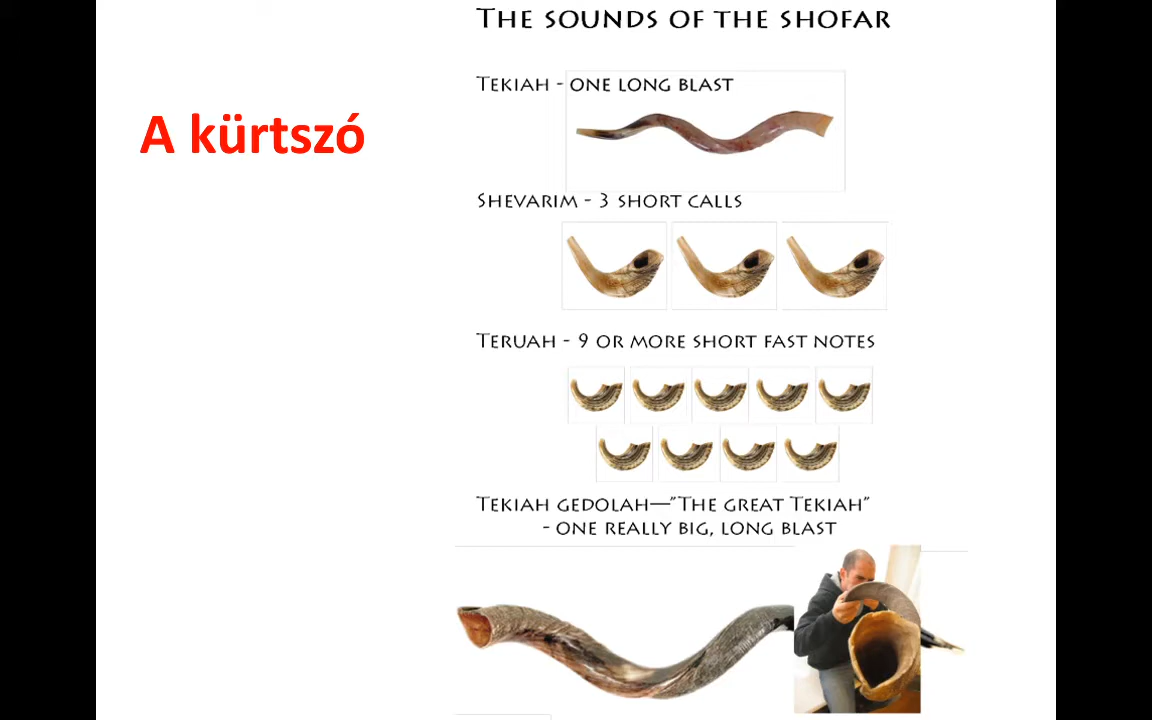 The sounds of the shofar
A kürtszó
Tekiah - one long blast
Shevarim - 3 short calls
Teruah - 9 or more short fast notes
Tekiah Gedolah—"The great Tekiah"
- one really big, long blast